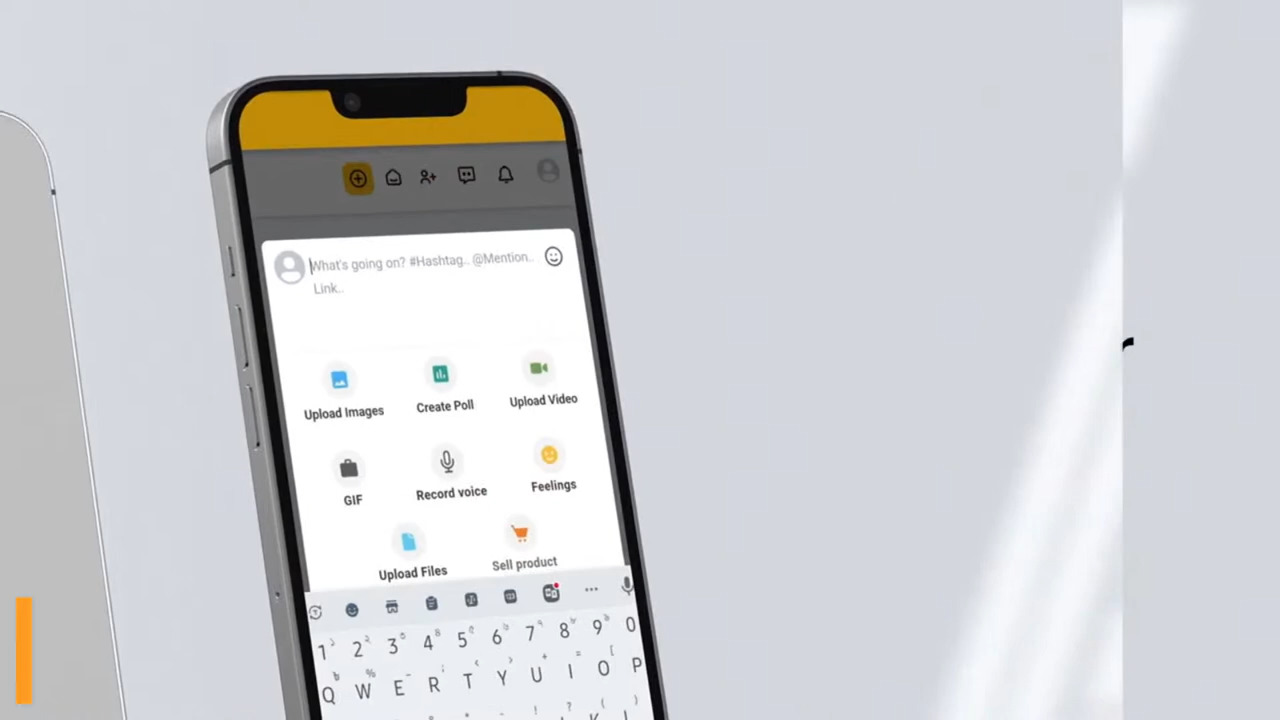 What's going on? #Hashtag.. @Mention..
Link..
Upload Images
Create Poll
Upload Video
GIF
Record voice
Feelings
Upload Files
Sell product
1 2 3 4 5 6 7 8 9 0
Q W E R T Y U I O P